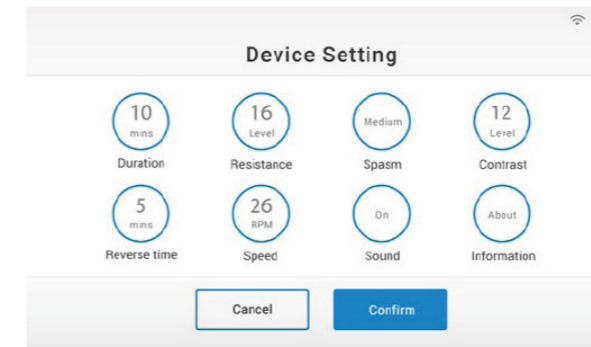 Device Setting
10
mins
Duration
16
Level
Resistance
Medium
Spasm
12
Level
Contrast
5
mins
Reverse time
26
RPM
Speed
On
Sound
About
Information
Cancel
Confirm